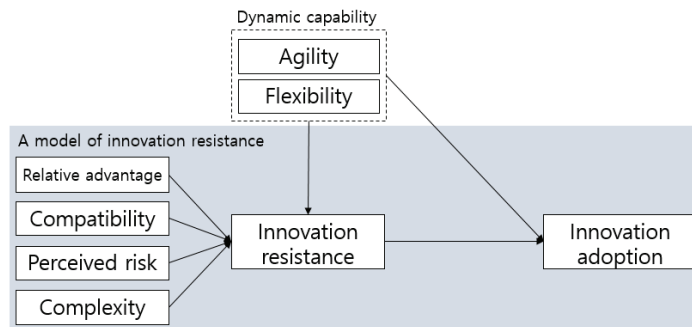 Dynamic capability
Agility
Flexibility
A model of innovation resistance
Relative advantage
Compatibility
Perceived risk
Complexity
Innovation
resistance
Innovation
adoption